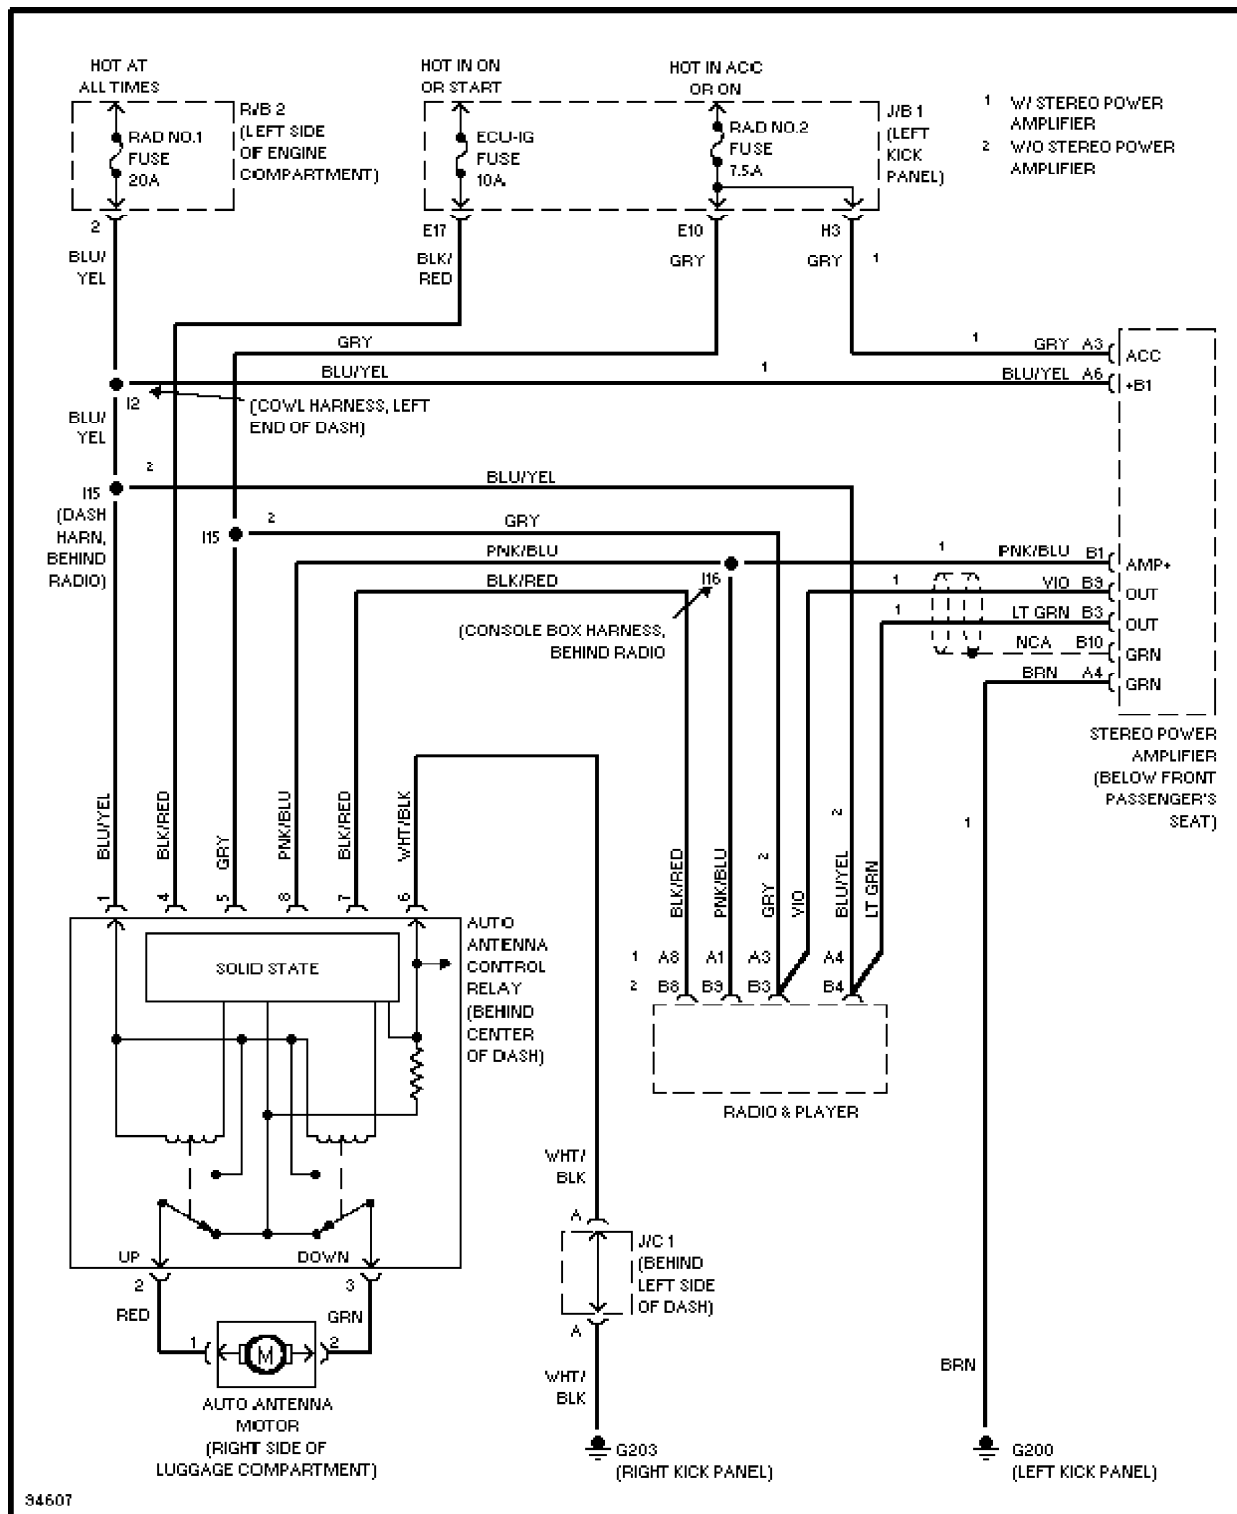 HOT AT
ALL TIMES
HOT IN ON
OR START
HOT IN ACC
OR ON
R/B 2
(LEFT SIDE
OF ENGINE
COMPARTMENT)
RAD NO.1
FUSE
20A
ECU-IG
FUSE
10A
RAD NO.2
FUSE
7.5A
J/B 1
(LEFT
KICK
PANEL)
1 W/ STEREO POWER
AMPLIFIER
2 W/O STEREO POWER
AMPLIFIER
2
E17
E10
H3
BLU/
YEL
BLK/
RED
GRY
GRY
1
GRY
1
GRY A3
ACC
BLU/YEL
1
BLU/YEL A6
+B1
I2
(COWL HARNESS, LEFT
END OF DASH)
BLU/
YEL
2
BLU/YEL
I15
(DASH
HARN,
BEHIND
RADIO)
I15
2
GRY
PNK/BLU
1
PNK/BLU B1
AMP+
BLK/RED
I16
1
VIO B9
OUT
1
LT GRN B3
OUT
(CONSOLE BOX HARNESS,
BEHIND RADIO
NCA B10
GRN
BRN A4
GRN
STEREO POWER
AMPLIFIER
(BELOW FRONT
PASSENGER'S
SEAT)
1
BLU/YEL
BLK/RED
GRY
PNK/BLU
BLK/RED
WHT/BLK
1
4
5
8
7
6
BLK/RED
PNK/BLU
2
GRY
VIO
2
BLU/YEL
LT GRN
AUTO
ANTENNA
CONTROL
RELAY
(BEHIND
CENTER
OF DASH)
SOLID STATE
1 A8 A1 A3 A4
2 B8 B9 B3 B4
RADIO & PLAYER
WHT/
BLK
A
J/C 1
(BEHIND
LEFT SIDE
OF DASH)
A
WHT/
BLK
UP
DOWN
2
3
RED
GRN
1
M
2
AUTO ANTENNA
MOTOR
(RIGHT SIDE OF
LUGGAGE COMPARTMENT)
BRN
G203
(RIGHT KICK PANEL)
G200
(LEFT KICK PANEL)
94607